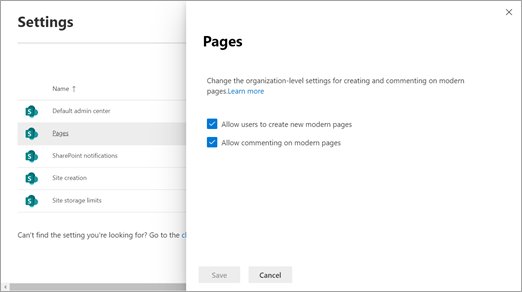 Settings
Name ↑
Default admin center
Pages
SharePoint notifications
Site creation
Site storage limits
Can't find the setting you're looking for? Go to the
Pages
Change the organization-level settings for creating and commenting on modern
pages.Learn more
Allow users to create new modern pages
Allow commenting on modern pages
Save
Cancel